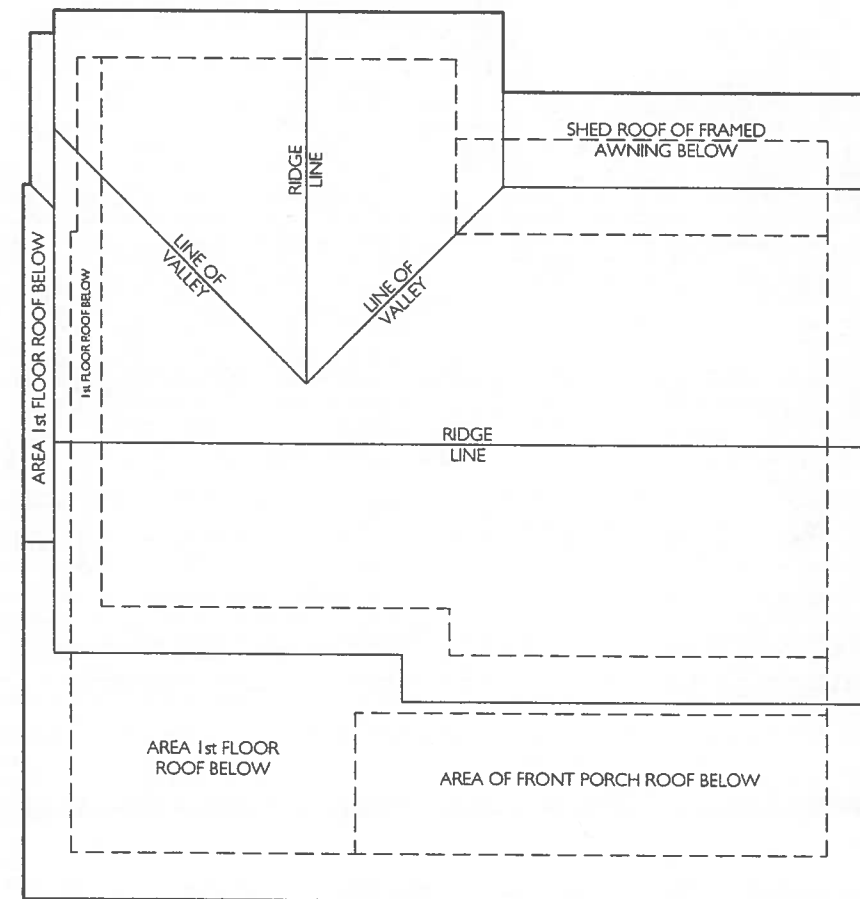 SHED ROOF OF FRAMED
AWNING BELOW
RIDGE
LINE
LINE OF
VALLEY
LINE OF
VALLEY
AREA 1st FLOOR ROOF BELOW
1st FLOOR ROOF BELOW
RIDGE
LINE
AREA 1st FLOOR
ROOF BELOW
AREA OF FRONT PORCH ROOF BELOW